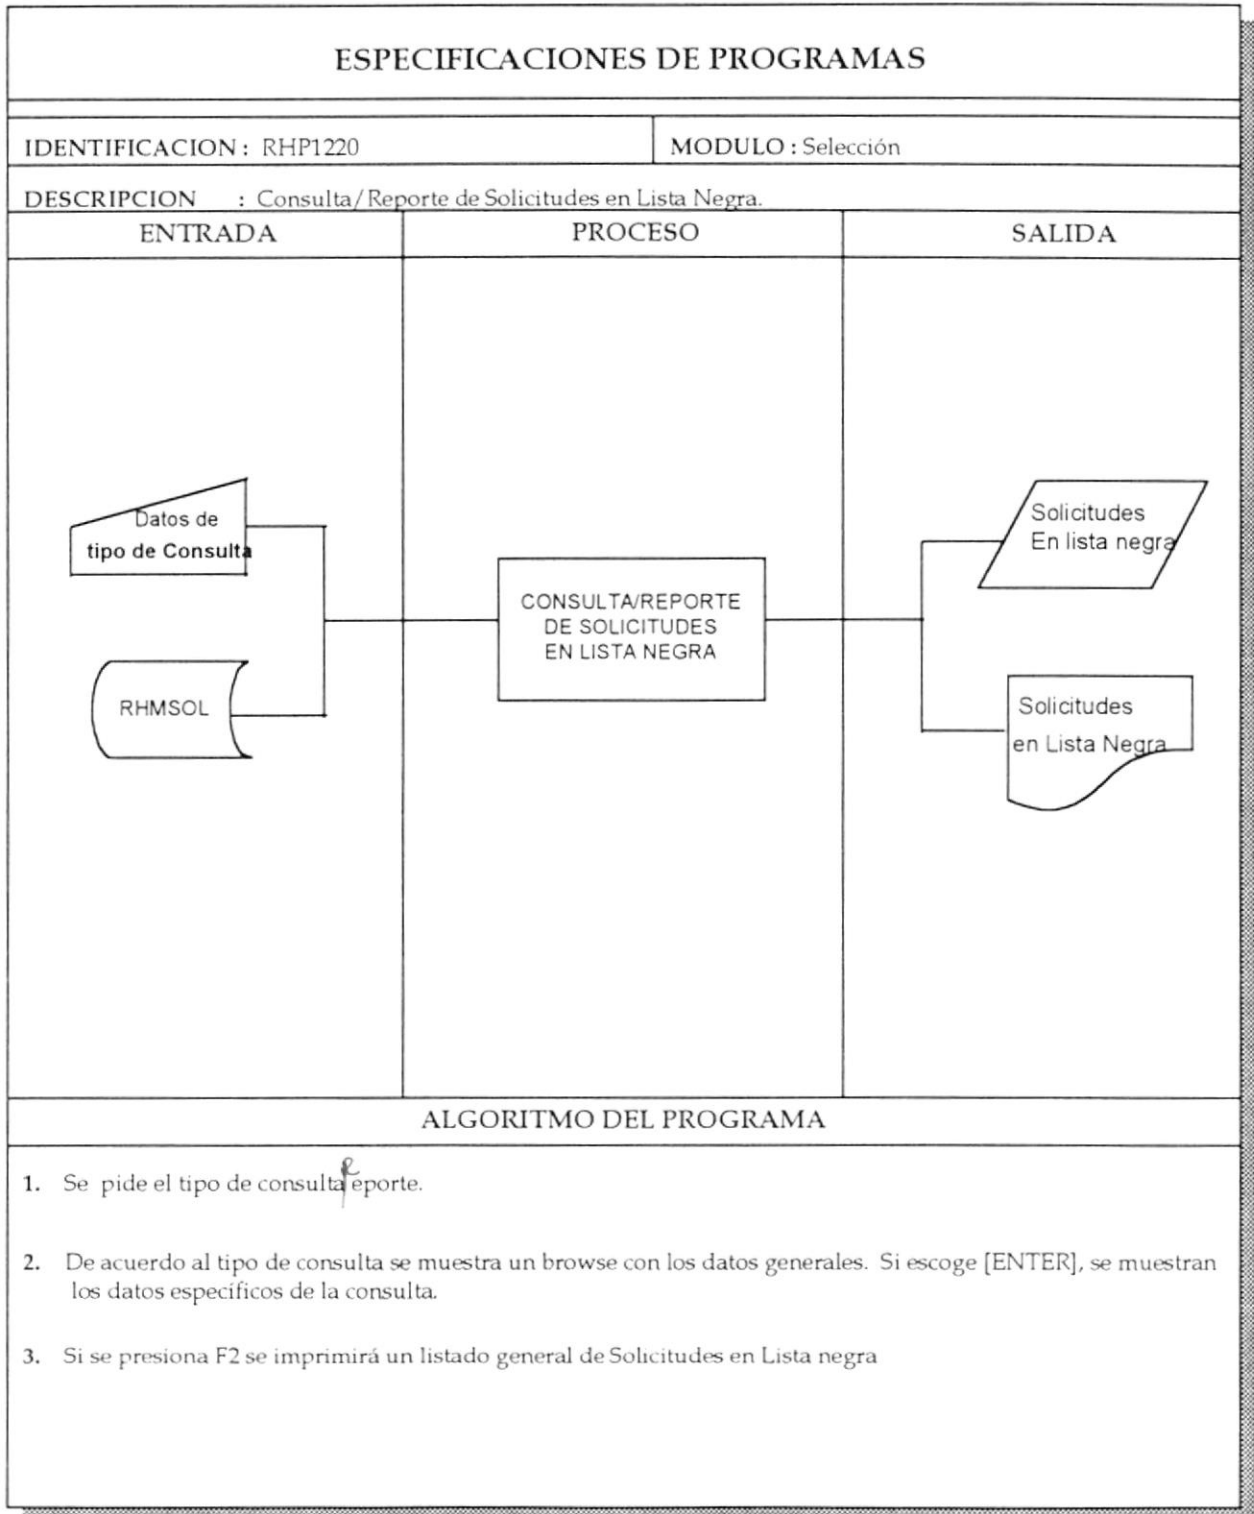 ESPECIFICACIONES DE PROGRAMAS
IDENTIFICACION : RHP1220
MODULO : Selección
DESCRIPCION : Consulta/Reporte de Solicitudes en Lista Negra.
ENTRADA
PROCESO
SALIDA
Datos de
tipo de Consulta
RHMSOL
CONSULTA/REPORTE
DE SOLICITUDES
EN LISTA NEGRA
Solicitudes
En lista negra
Solicitudes
en Lista Negra
ALGORITMO DEL PROGRAMA
1. Se pide el tipo de consulta/Reporte.
2. De acuerdo al tipo de consulta se muestra un browse con los datos generales. Si escoge [ENTER], se muestran
los datos específicos de la consulta.
3. Si se presiona F2 se imprimirá un listado general de Solicitudes en Lista negra